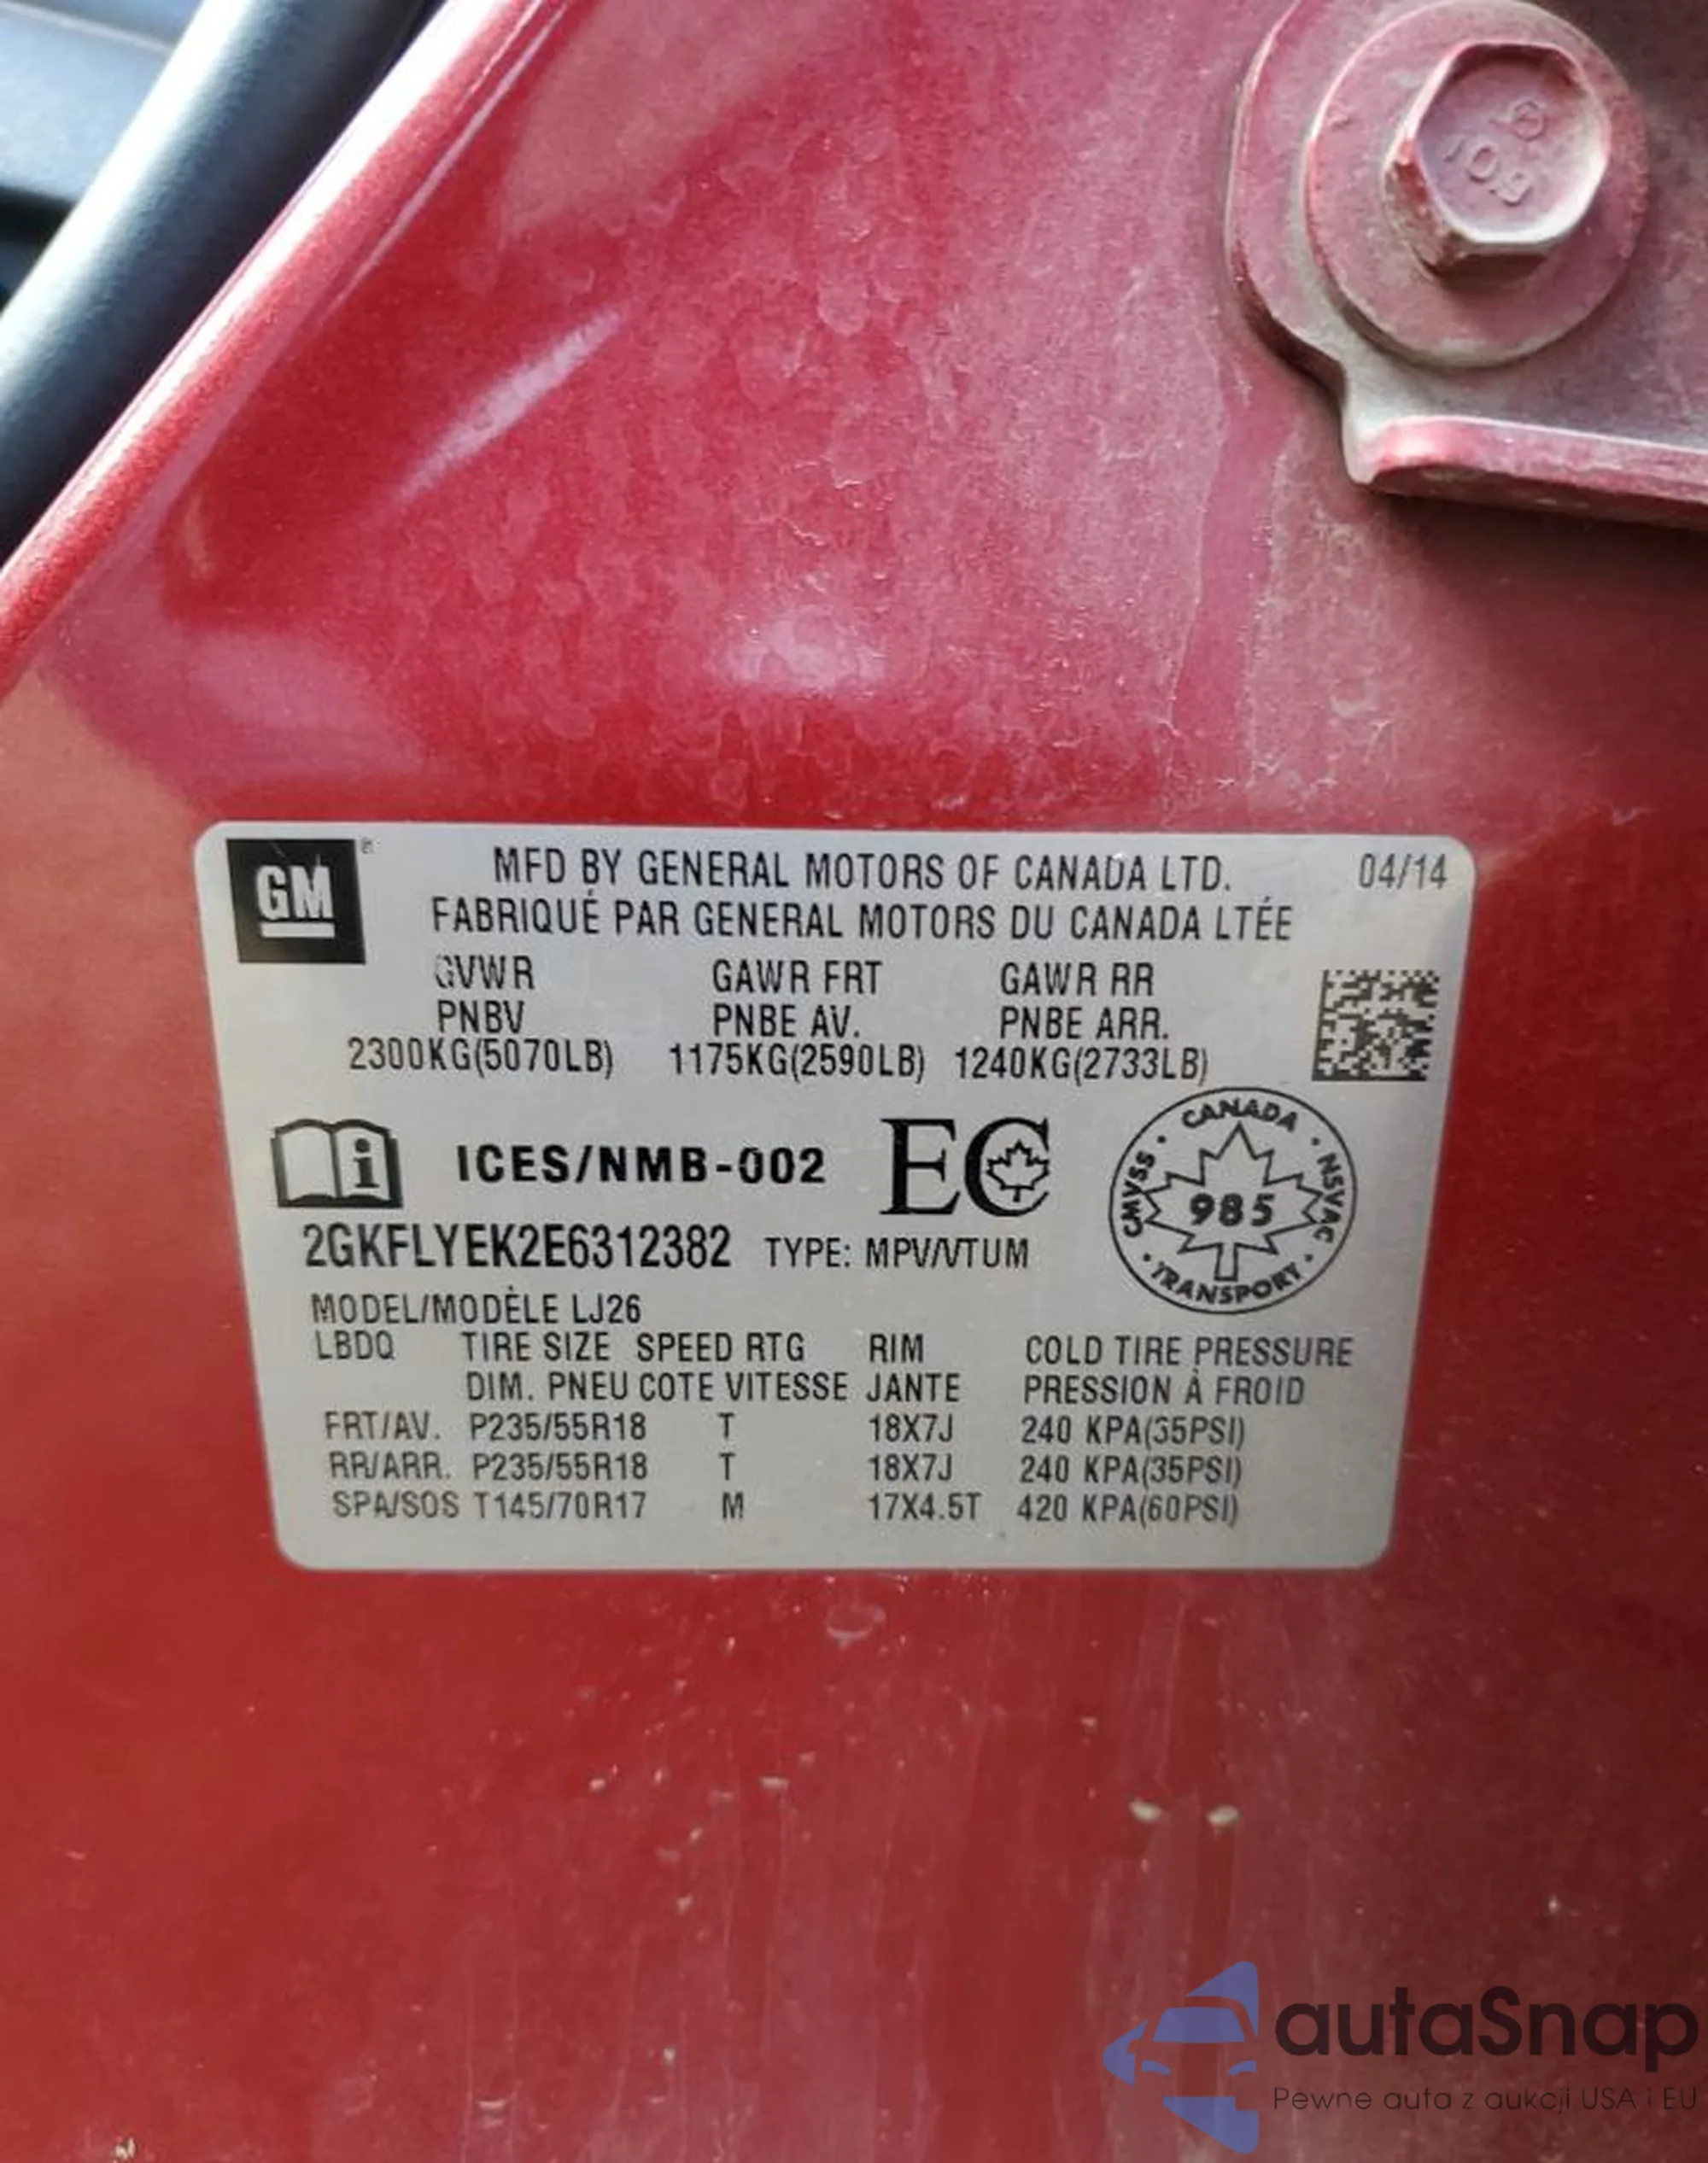 10.9
GM
MFD BY GENERAL MOTORS OF CANADA LTD. 04/14
FABRIQUÉ PAR GENERAL MOTORS DU CANADA LTÉE
GVWR GAWR FRT GAWR RR
PNBV PNBE AV. PNBE ARR.
2300KG(5070LB) 1175KG(2590LB) 1240KG(2733LB)
i ICES/NMB-002 EC
CANADA · NSVAC · TRANSPORT · CMVSS ·
985
2GKFLYEK2E6312382 TYPE: MPV/VTUM
MODEL/MODÈLE LJ26
LBDQ TIRE SIZE SPEED RTG RIM COLD TIRE PRESSURE
DIM. PNEU COTE VITESSE JANTE PRESSION À FROID
FRT/AV. P235/55R18 T 18X7J 240 KPA(35PSI)
RR/ARR. P235/55R18 T 18X7J 240 KPA(35PSI)
SPA/SOS T145/70R17 M 17X4.5T 420 KPA(60PSI)
autaSnap
Pewne auta z aukcji USA i EU